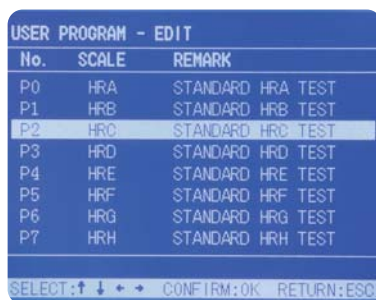 USER PROGRAM - EDIT
No. SCALE REMARK
P0 HRA STANDARD HRA TEST
P1 HRB STANDARD HRB TEST
P2 HRC STANDARD HRC TEST
P3 HRD STANDARD HRD TEST
P4 HRE STANDARD HRE TEST
P5 HRF STANDARD HRF TEST
P6 HRG STANDARD HRG TEST
P7 HRH STANDARD HRH TEST
SELECT:↑ ↓ ← → CONFIRM:OK RETURN:ESC